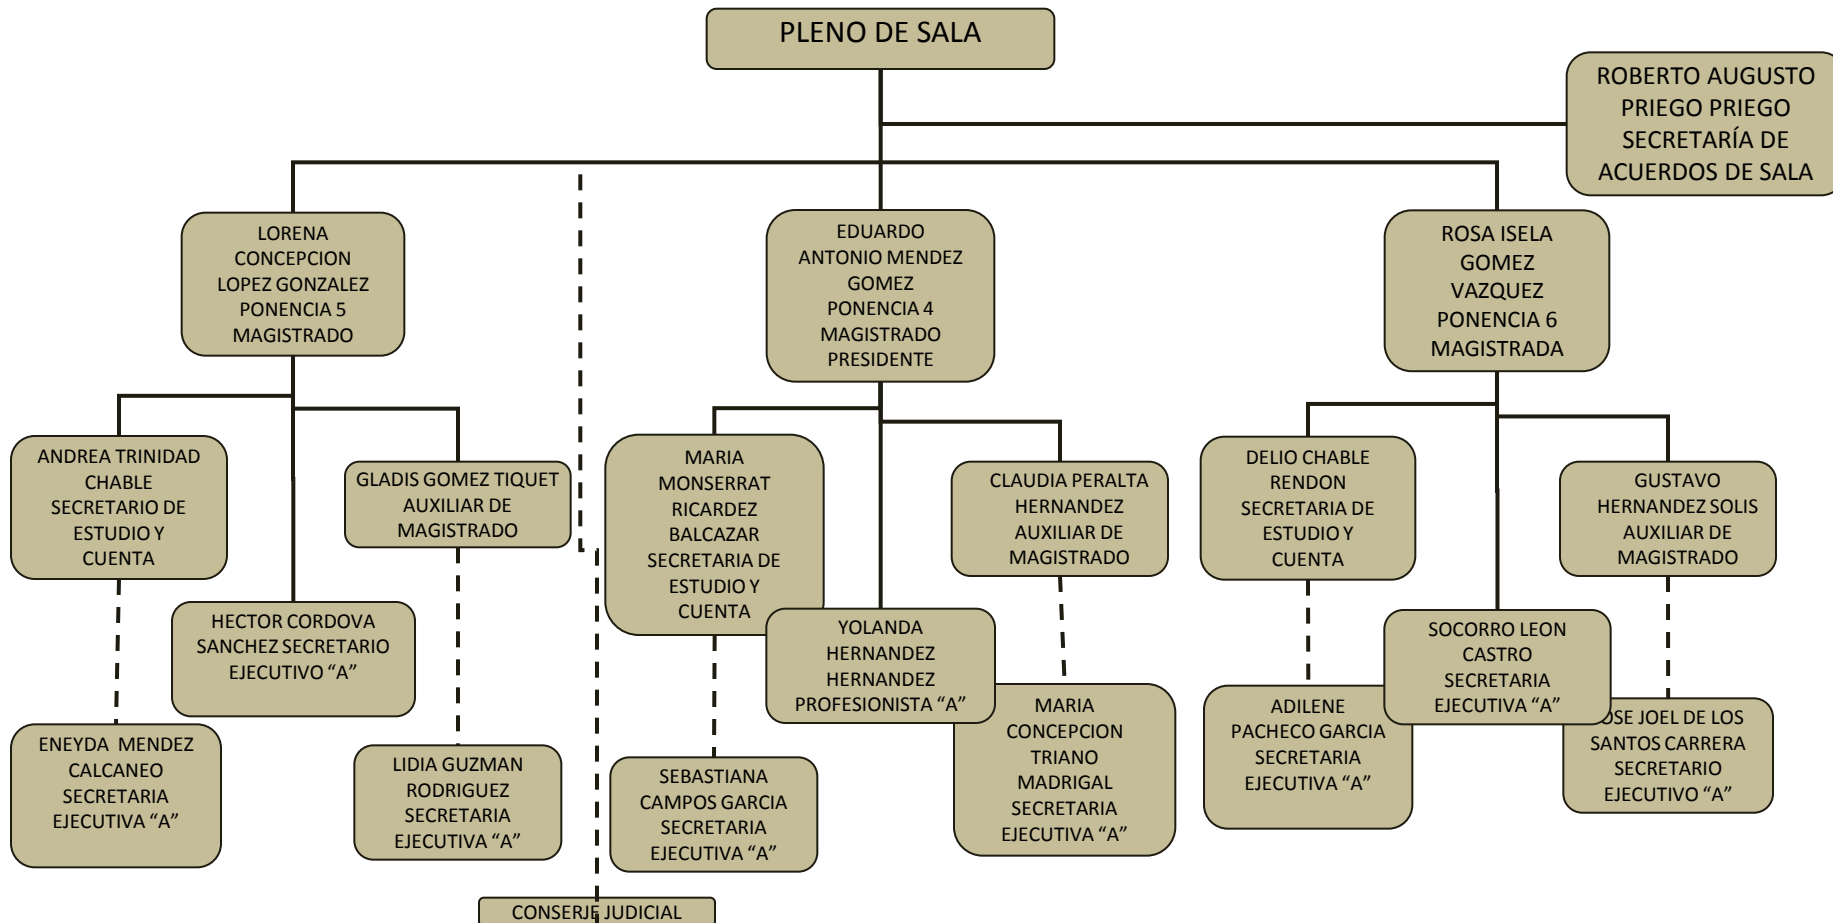 PLENO DE SALA
ROBERTO AUGUSTO
PRIEGO PRIEGO
SECRETARÍA DE
ACUERDOS DE SALA
LORENA
CONCEPCION
LOPEZ GONZALEZ
PONENCIA 5
MAGISTRADO
EDUARDO
ANTONIO MENDEZ
GOMEZ
PONENCIA 4
MAGISTRADO
PRESIDENTE
ROSA ISELA
GOMEZ
VAZQUEZ
PONENCIA 6
MAGISTRADA
ANDREA TRINIDAD
CHABLE
SECRETARIO DE
ESTUDIO Y
CUENTA
GLADIS GOMEZ TIQUET
AUXILIAR DE
MAGISTRADO
MARIA
MONSERRAT
RICARDEZ
BALCAZAR
SECRETARIA DE
ESTUDIO Y
CUENTA
CLAUDIA PERALTA
HERNANDEZ
AUXILIAR DE
MAGISTRADO
DELIO CHABLE
RENDON
SECRETARIA DE
ESTUDIO Y
CUENTA
GUSTAVO
HERNANDEZ SOLIS
AUXILIAR DE
MAGISTRADO
HECTOR CORDOVA
SANCHEZ SECRETARIO
EJECUTIVO “A”
YOLANDA
HERNANDEZ
HERNANDEZ
PROFESIONISTA “A”
SOCORRO LEON
CASTRO
SECRETARIA
EJECUTIVA “A”
ENEYDA  MENDEZ
CALCANEO
SECRETARIA
EJECUTIVA “A”
LIDIA GUZMAN
RODRIGUEZ
SECRETARIA
EJECUTIVA “A”
SEBASTIANA
CAMPOS GARCIA
SECRETARIA
EJECUTIVA “A”
MARIA
CONCEPCION
TRIANO
MADRIGAL
SECRETARIA
EJECUTIVA “A”
ADILENE
PACHECO GARCIA
SECRETARIA
EJECUTIVA “A”
JOSE JOEL DE LOS
SANTOS CARRERA
SECRETARIO
EJECUTIVO “A”
CONSERJE JUDICIAL